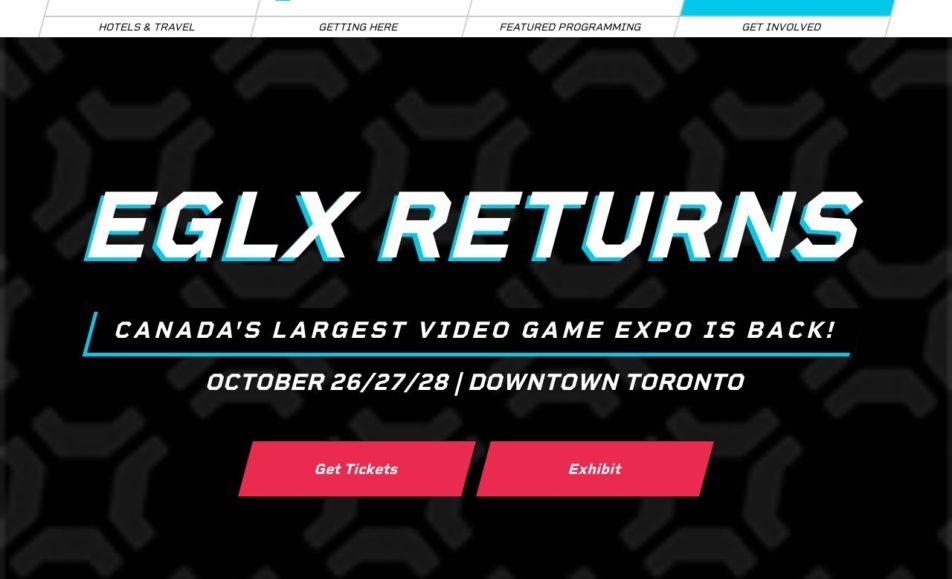 HOTELS & TRAVEL GETTING HERE FEATURED PROGRAMMING GET INVOLVED
EGLX RETURNS
CANADA'S LARGEST VIDEO GAME EXPO IS BACK!
OCTOBER 26/27/28 | DOWNTOWN TORONTO
Get Tickets Exhibit